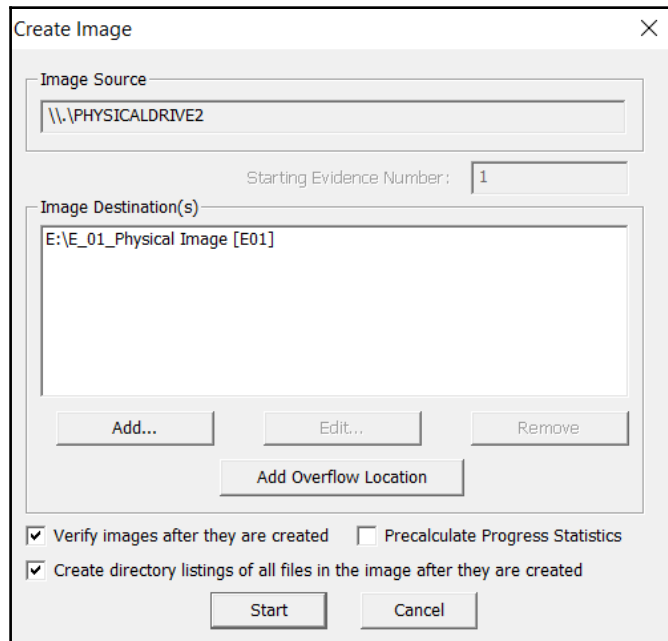 Create Image
Image Source
\\.\PHYSICALDRIVE2
Starting Evidence Number: 1
Image Destination(s)
E:\E_01_Physical Image [E01]
Add... Edit... Remove
Add Overflow Location
Verify images after they are created Precalculate Progress Statistics
Create directory listings of all files in the image after they are created
Start Cancel